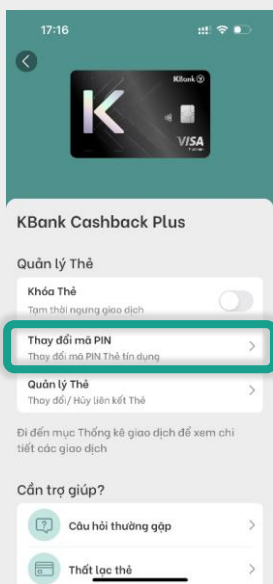 17:16
KBank
K
VISA
Platinum
KBank Cashback Plus
Quản lý Thẻ
Khóa Thẻ
Tạm thời ngưng giao dịch
Thay đổi mã PIN
Thay đổi mã PIN Thẻ tín dụng
Quản lý Thẻ
Thay đổi/ Hủy liên kết Thẻ
Đi đến mục Thống kê giao dịch để xem chi
tiết các giao dịch
Cần trợ giúp?
Câu hỏi thường gặp
Thất lạc thẻ